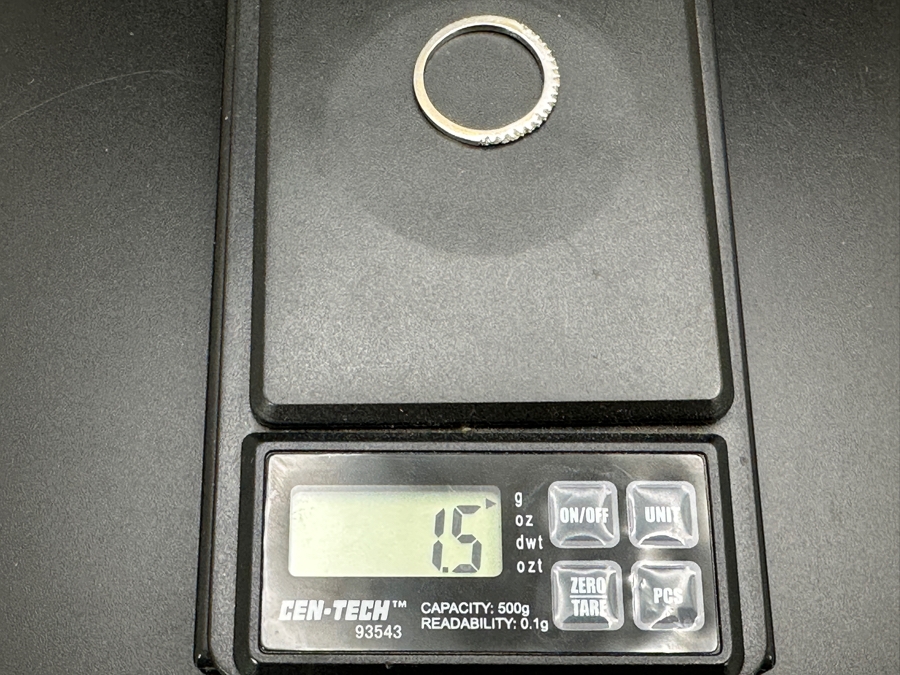 1.5
g
oz
dwt
ozt
ON/OFF
UNIT
ZERO
TARE
PCS
CEN-TECH™
93543
CAPACITY: 500g
READABILITY: 0.1g